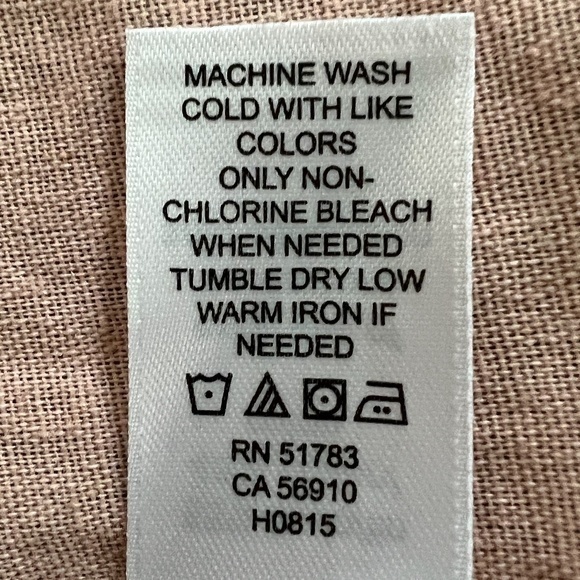 MACHINE WASH
COLD WITH LIKE
COLORS
ONLY NON-
CHLORINE BLEACH
WHEN NEEDED
TUMBLE DRY LOW
WARM IRON IF
NEEDED
RN 51783
CA 56910
H0815